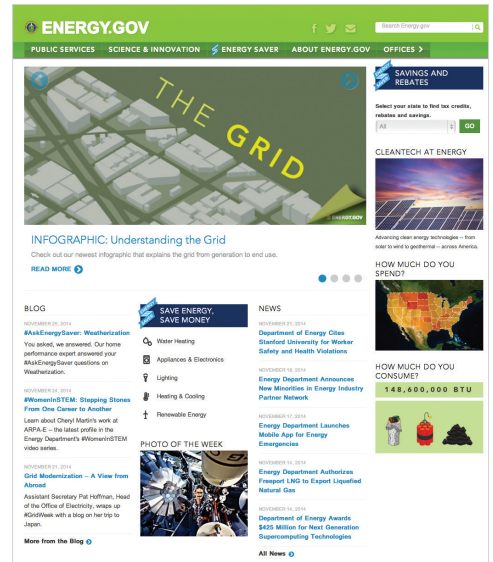 ENERGY.GOV
Search Energy.gov
PUBLIC SERVICES
SCIENCE & INNOVATION
ENERGY SAVER
ABOUT ENERGY.GOV
OFFICES
THE
GRID
ENERGY.GOV
INFOGRAPHIC: Understanding the Grid
Check out our newest infographic that explains the grid from generation to end use.
READ MORE
SAVINGS AND
REBATES
Select your state to find tax credits,
rebates and savings.
All
GO
CLEANTECH AT ENERGY
Advancing clean energy technologies -- from
solar to wind to geothermal -- across America.
HOW MUCH DO YOU
SPEND?
HOW MUCH DO YOU
CONSUME?
148,600,000 BTU
BLOG
NOVEMBER 25, 2014
#AskEnergySaver: Weatherization
You asked, we answered. Our home
performance expert answered your
#AskEnergySaver questions on
Weatherization.
NOVEMBER 24, 2014
#WomenInSTEM: Stepping Stones
From One Career to Another
Learn about Cheryl Martin's work at
ARPA-E -- the latest profile in the
Energy Department's #WomenInSTEM
video series.
NOVEMBER 21, 2014
Grid Modernization – A View from
Abroad
Assistant Secretary Pat Hoffman, Head
of the Office of Electricity, wraps up
#GridWeek with a blog on her trip to
Japan.
More from the Blog
SAVE ENERGY,
SAVE MONEY
Water Heating
Appliances & Electronics
Lighting
Heating & Cooling
Renewable Energy
PHOTO OF THE WEEK
NEWS
NOVEMBER 21, 2014
Department of Energy Cites
Stanford University for Worker
Safety and Health Violations
NOVEMBER 18, 2014
Energy Department Announces
New Minorities in Energy Industry
Partner Network
NOVEMBER 17, 2014
Energy Department Launches
Mobile App for Energy
Emergencies
NOVEMBER 14, 2014
Energy Department Authorizes
Freeport LNG to Export Liquefied
Natural Gas
NOVEMBER 14, 2014
Department of Energy Awards
$425 Million for Next Generation
Supercomputing Technologies
All News